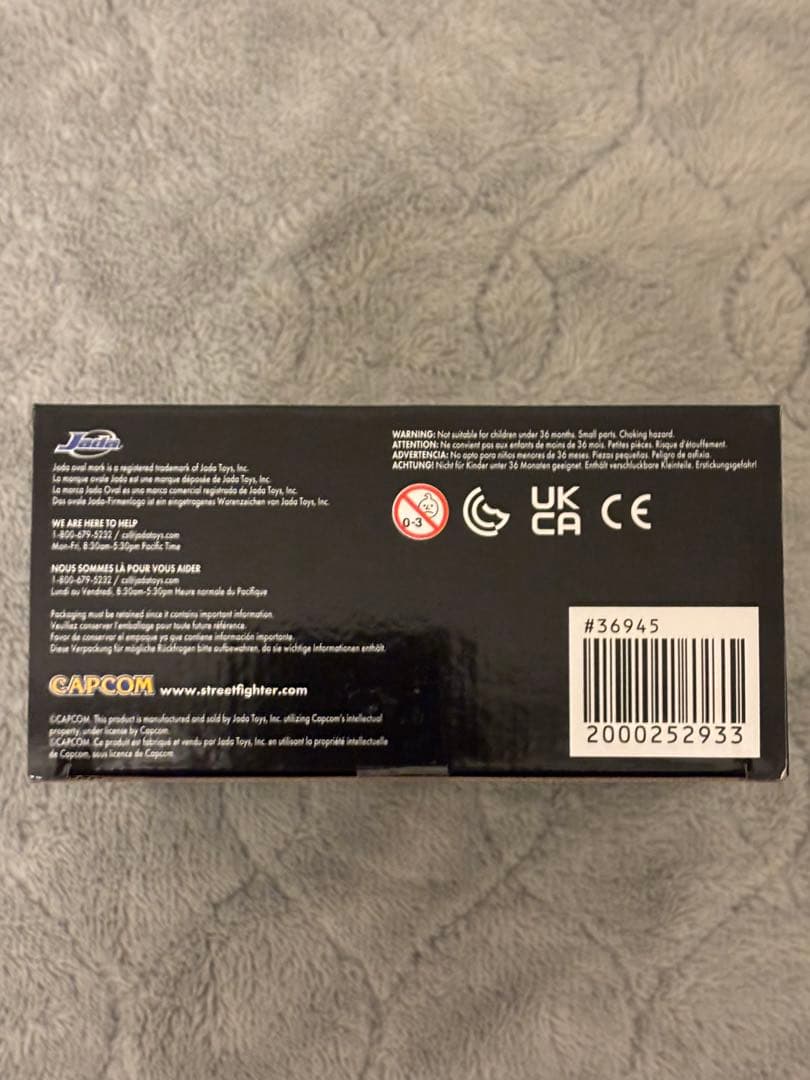 Jada
Jada oval mark is a registered trademark of Jada Toys, Inc.
La marque ovale Jada est une marque déposée de Jada Toys, Inc.
La marca Jada Oval es una marca comercial registrada de Jada Toys, Inc.
Das ovale Jada-Firmenlogo ist ein eingetragenes Warenzeichen von Jada Toys, Inc.
WE ARE HERE TO HELP
1-800-679-5232 / cs@jadatoys.com
Mon-Fri, 8:30am-5:30pm Pacific Time
NOUS SOMMES LÀ POUR VOUS AIDER
1-800-679-5232 / cs@jadatoys.com
Lundi au Vendredi, 8:30am-5:30pm Heure normale du Pacifique
Packaging must be retained since it contains important information.
Veuillez conserver l'emballage pour toute future référence.
Favor de conservar el empaque ya que contiene información importante.
Diese Verpackung für mögliche Rückfragen bitte aufbewahren, da sie wichtige Informationen enthält.
CAPCOM www.streetfighter.com
©CAPCOM. This product is manufactured and sold by Jada Toys, Inc. utilizing Capcom's intellectual
property, under license by Capcom.
©CAPCOM. Ce produit est fabriqué et vendu par Jada Toys, Inc. en utilisant la propriété intellectuelle
de Capcom, sous licence de Capcom.
WARNING: Not suitable for children under 36 months. Small parts. Choking hazard.
ATTENTION: Ne convient pas aux enfants de moins de 36 mois. Petites pièces. Risque d'étouffement.
ADVERTENCIA: No apto para niños menores de 36 meses. Piezas pequeñas. Peligro de asfixia.
ACHTUNG! Nicht für Kinder unter 36 Monaten geeignet. Enthält verschluckbare Kleinteile. Erstickungsgefahr!
0-3
UK
CA
CE
#36945
2000252933